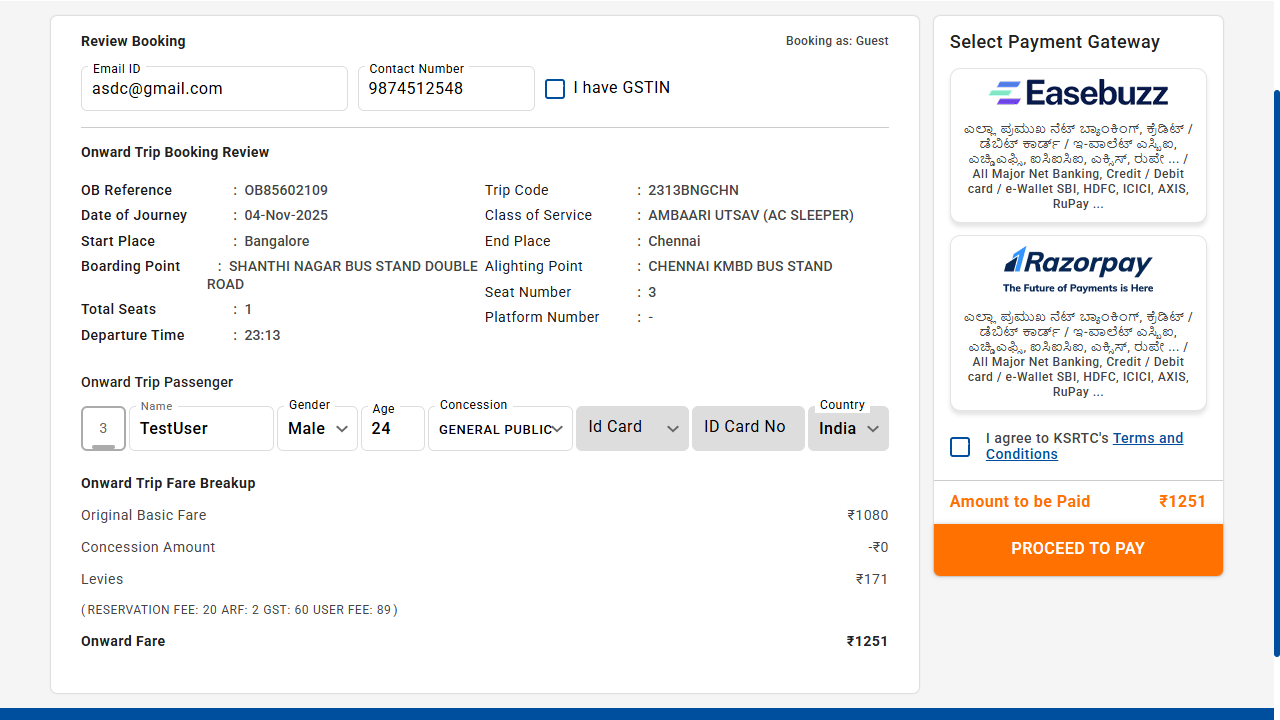 Review Booking
Booking as: Guest
Email ID
asdc@gmail.com
Contact Number
9874512548
I have GSTIN
Onward Trip Booking Review
OB Reference : OB85602109
Date of Journey : 04-Nov-2025
Start Place : Bangalore
Boarding Point : SHANTHI NAGAR BUS STAND DOUBLE
ROAD
Total Seats : 1
Departure Time : 23:13
Trip Code : 2313BNGCHN
Class of Service : AMBAARI UTSAV (AC SLEEPER)
End Place : Chennai
Alighting Point : CHENNAI KMBD BUS STAND
Seat Number : 3
Platform Number : -
Onward Trip Passenger
3
Name
TestUser
Gender
Male
Age
24
Concession
GENERAL PUBLIC
Id Card
ID Card No
Country
India
Onward Trip Fare Breakup
Original Basic Fare ₹1080
Concession Amount -₹0
Levies ₹171
(RESERVATION FEE: 20 ARF: 2 GST: 60 USER FEE: 89)
Onward Fare ₹1251
Select Payment Gateway
Easebuzz
ಎಲ್ಲಾ ಪ್ರಮುಖ ನೆಟ್ ಬ್ಯಾಂಕಿಂಗ್, ಕ್ರೆಡಿಟ್ /
ಡೆಬಿಟ್ ಕಾರ್ಡ್ / ಇ-ವಾಲೆಟ್ ಎಸ್ಬಿಐ,
ಎಚ್ಡಿಎಫ್ಸಿ, ಐಸಿಐಸಿಐ, ಎಕ್ಸಿಸ್, ರುಪೇ ... /
All Major Net Banking, Credit / Debit
card / e-Wallet SBI, HDFC, ICICI, AXIS,
RuPay ...
Razorpay
The Future of Payments is Here
ಎಲ್ಲಾ ಪ್ರಮುಖ ನೆಟ್ ಬ್ಯಾಂಕಿಂಗ್, ಕ್ರೆಡಿಟ್ /
ಡೆಬಿಟ್ ಕಾರ್ಡ್ / ಇ-ವಾಲೆಟ್ ಎಸ್ಬಿಐ,
ಎಚ್ಡಿಎಫ್ಸಿ, ಐಸಿಐಸಿಐ, ಎಕ್ಸಿಸ್, ರುಪೇ ... /
All Major Net Banking, Credit / Debit
card / e-Wallet SBI, HDFC, ICICI, AXIS,
RuPay ...
I agree to KSRTC's Terms and
Conditions
Amount to be Paid ₹1251
PROCEED TO PAY